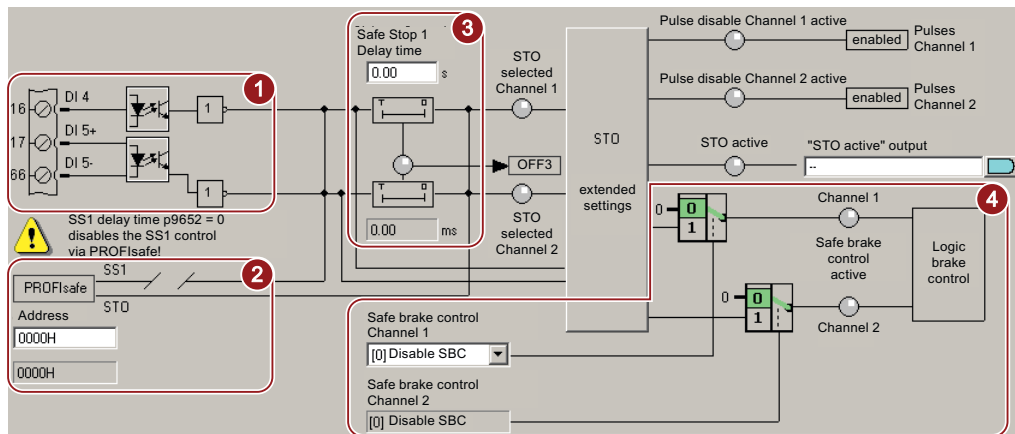 Safe Stop 1
Delay time
0.00 s
3
STO
selected
Channel 1
Pulse disable Channel 1 active
enabled
Pulses
Channel 1
Pulse disable Channel 2 active
enabled
Pulses
Channel 2
1
16
DI 4
17
DI 5+
66
DI 5-
1
1
T 0
OFF3
T 0
0.00 ms
STO
selected
Channel 2
STO
extended
settings
STO active
"STO active" output
--
SS1 delay time p9652 = 0
disables the SS1 control
via PROFIsafe!
2
PROFIsafe
SS1
STO
Address
0000H
0000H
4
0
0
1
Channel 1
Safe brake
control
active
Logic
brake
control
0
0
1
Channel 2
Safe brake control
Channel 1
[0] Disable SBC
Safe brake control
Channel 2
[0] Disable SBC